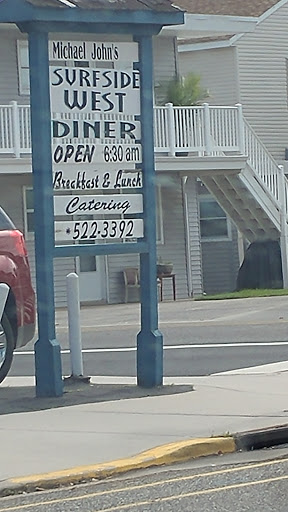 Michael John's
SURFSIDE
WEST
DINER
OPEN 6:30 am
Breakfast & Lunch
Catering
522-3392